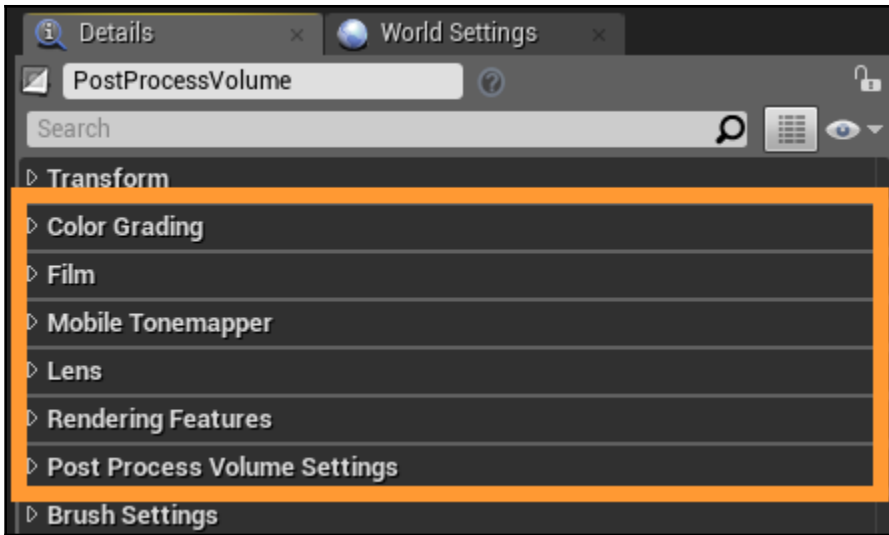 Details World Settings
PostProcessVolume
Search
Transform
Color Grading
Film
Mobile Tonemapper
Lens
Rendering Features
Post Process Volume Settings
Brush Settings